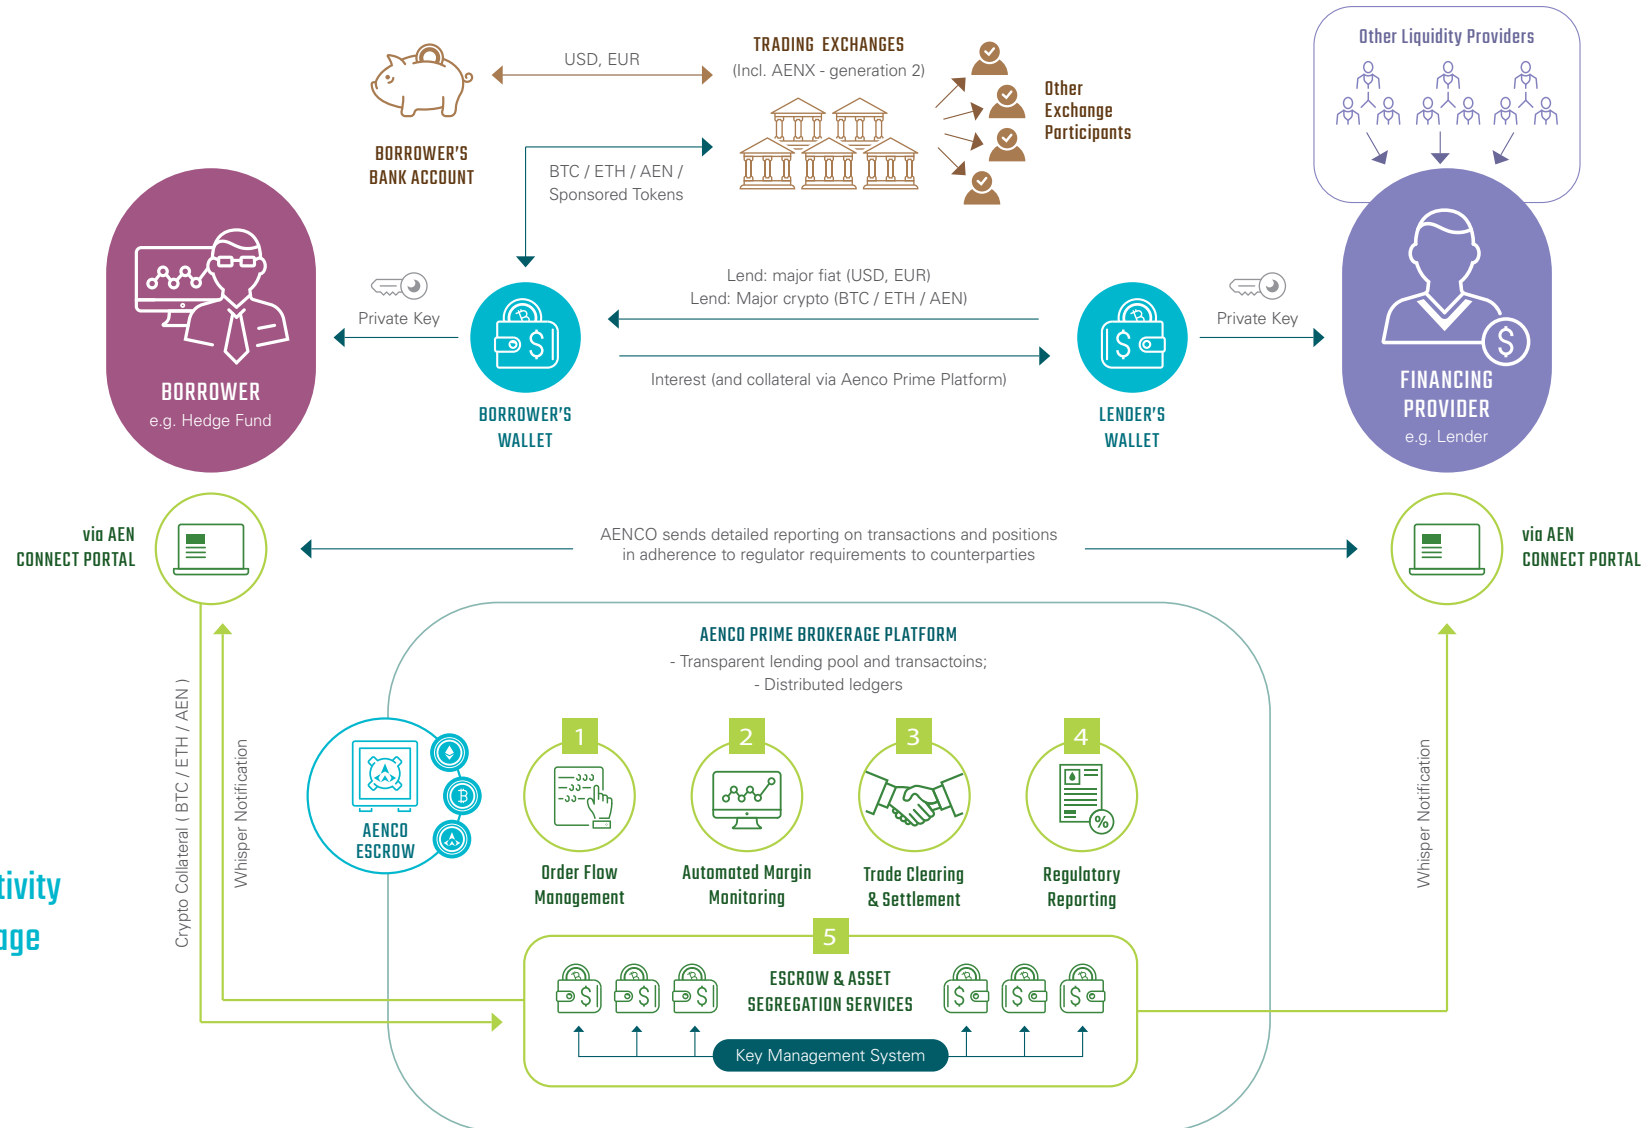 Other Liquidity Providers
TRADING EXCHANGES
(Incl. AENX - generation 2)
USD, EUR
Other
Exchange
Participants
BORROWER'S
BANK ACCOUNT
BTC / ETH / AEN /
Sponsored Tokens
Lend: major fiat (USD, EUR)
Lend: Major crypto (BTC / ETH / AEN)
Private Key
Private Key
Interest (and collateral via Aenco Prime Platform)
BORROWER
e.g. Hedge Fund
BORROWER'S
WALLET
LENDER'S
WALLET
FINANCING
PROVIDER
e.g. Lender
via AEN
CONNECT PORTAL
AENCO sends detailed reporting on transactions and positions
in adherence to regulator requirements to counterparties
via AEN
CONNECT PORTAL
AENCO PRIME BROKERAGE PLATFORM
- Transparent lending pool and transactoins;
- Distributed ledgers
Crypto Collateral ( BTC / ETH / AEN )
Whisper Notification
AENCO
ESCROW
1
Order Flow
Management
2
Automated Margin
Monitoring
3
Trade Clearing
& Settlement
4
Regulatory
Reporting
Whisper Notification
tivity
age
5
ESCROW & ASSET
SEGREGATION SERVICES
Key Management System